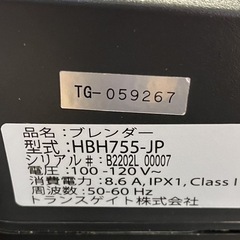 TG-059267
品名：ブレンダー
型式：HBH755-JP
シリアル#：B2202L 00007
電圧：100 -120 V~
消費電力：8.6 A, IPX1, Class I
周波数：50-60 Hz
トランスゲイト株式会社